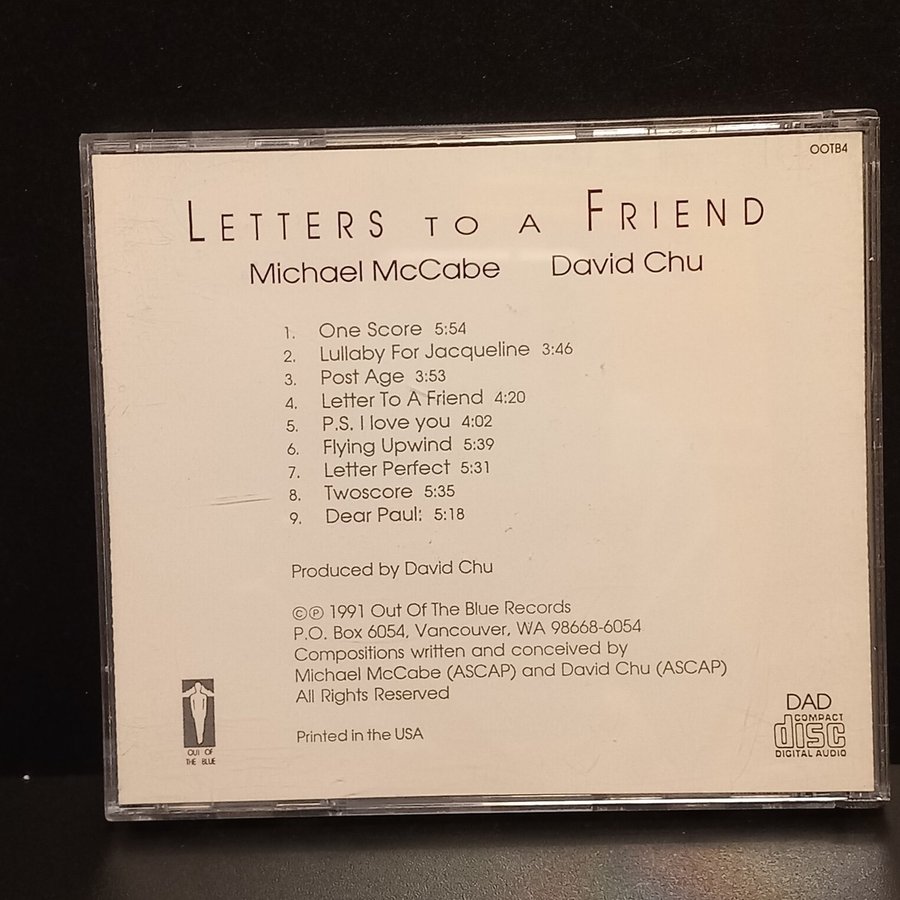 OOTB4
LETTERS TO A FRIEND
Michael McCabe David Chu
1. One Score 5:54
2. Lullaby For Jacqueline 3:46
3. Post Age 3:53
4. Letter To A Friend 4:20
5. P.S. I love you 4:02
6. Flying Upwind 5:39
7. Letter Perfect 5:31
8. Twoscore 5:35
9. Dear Paul: 5:18
Produced by David Chu
©℗ 1991 Out Of The Blue Records
P.O. Box 6054, Vancouver, WA 98668-6054
Compositions written and conceived by
Michael McCabe (ASCAP) and David Chu (ASCAP)
All Rights Reserved
Printed in the USA
OUT OF
THE BLUE
DAD
COMPACT
disc
DIGITAL AUDIO